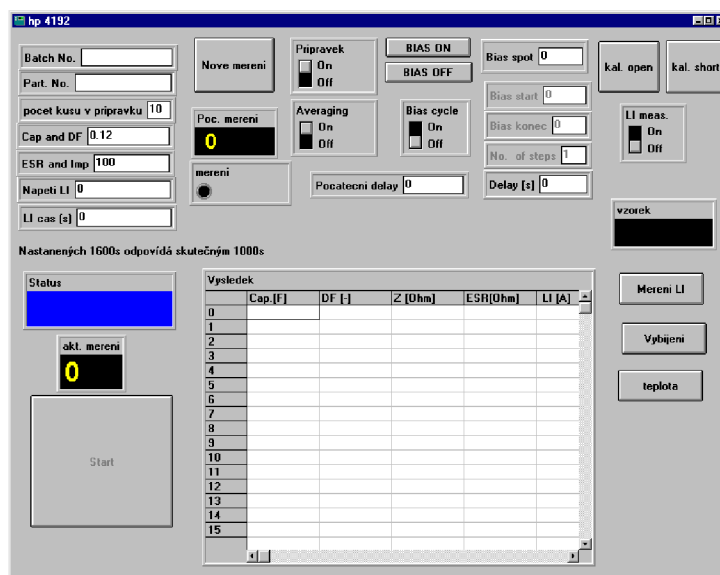 hp 4192
Batch No.
Part. No.
pocet kusu v pripravku 10
Cap and DF 0.12
ESR and Imp 100
Napeti LI 0
LI cas (s) 0
Nove mereni
Poc. mereni
0
mereni
Pripravek
On
Off
Averaging
On
Off
BIAS ON
BIAS OFF
Bias cycle
On
Off
Pocatecni delay 0
Bias spot 0
Bias start 0
Bias konec 0
No. of steps 1
Delay [s] 0
kal. open
kal. short
LI meas.
On
Off
vzorek
Nastanených 1600s odpovídá skutečným 1000s
Status
akt. mereni
0
Start
Vysledek
Cap.[F] DF [-] Z [Ohm] ESR[Ohm] LI [A]
0
1
2
3
4
5
6
7
8
9
10
11
12
13
14
15
Mereni LI
Vybijeni
teplota